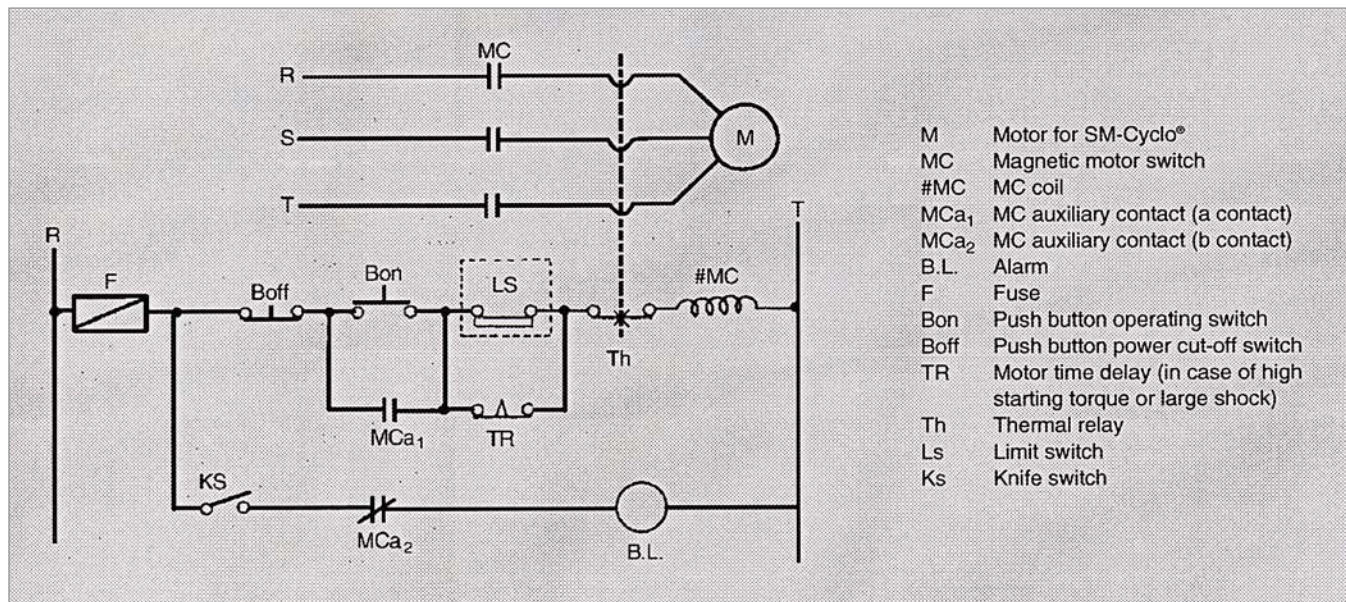 MC
R
S
M
T
R
T
F
Boff
Bon
LS
#MC
Th
MCa₁
TR
KS
MCa₂
B.L.
M Motor for SM-Cyclo®
MC Magnetic motor switch
#MC MC coil
MCa₁ MC auxiliary contact (a contact)
MCa₂ MC auxiliary contact (b contact)
B.L. Alarm
F Fuse
Bon Push button operating switch
Boff Push button power cut-off switch
TR Motor time delay (in case of high
starting torque or large shock)
Th Thermal relay
Ls Limit switch
Ks Knife switch